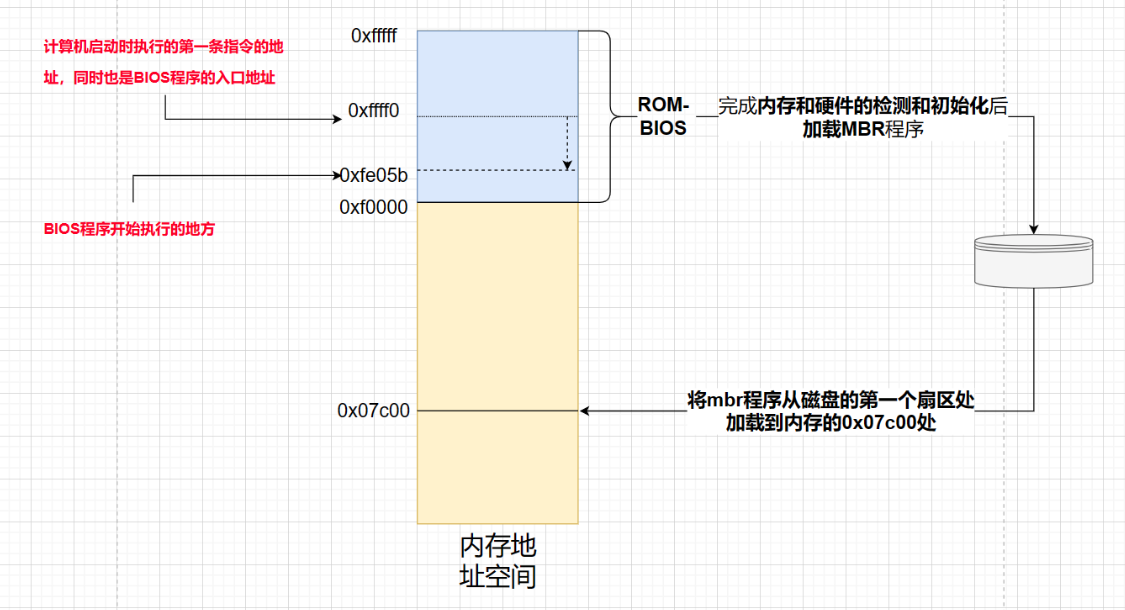 0xfffff
计算机启动时执行的第一条指令的地
址，同时也是BIOS程序的入口地址
0xffff0
ROM-
BIOS
完成内存和硬件的检测和初始化后
加载MBR程序
0xfe05b
0xf0000
BIOS程序开始执行的地方
0x07c00
将mbr程序从磁盘的第一个扇区处
加载到内存的0x07c00处
内存地
址空间